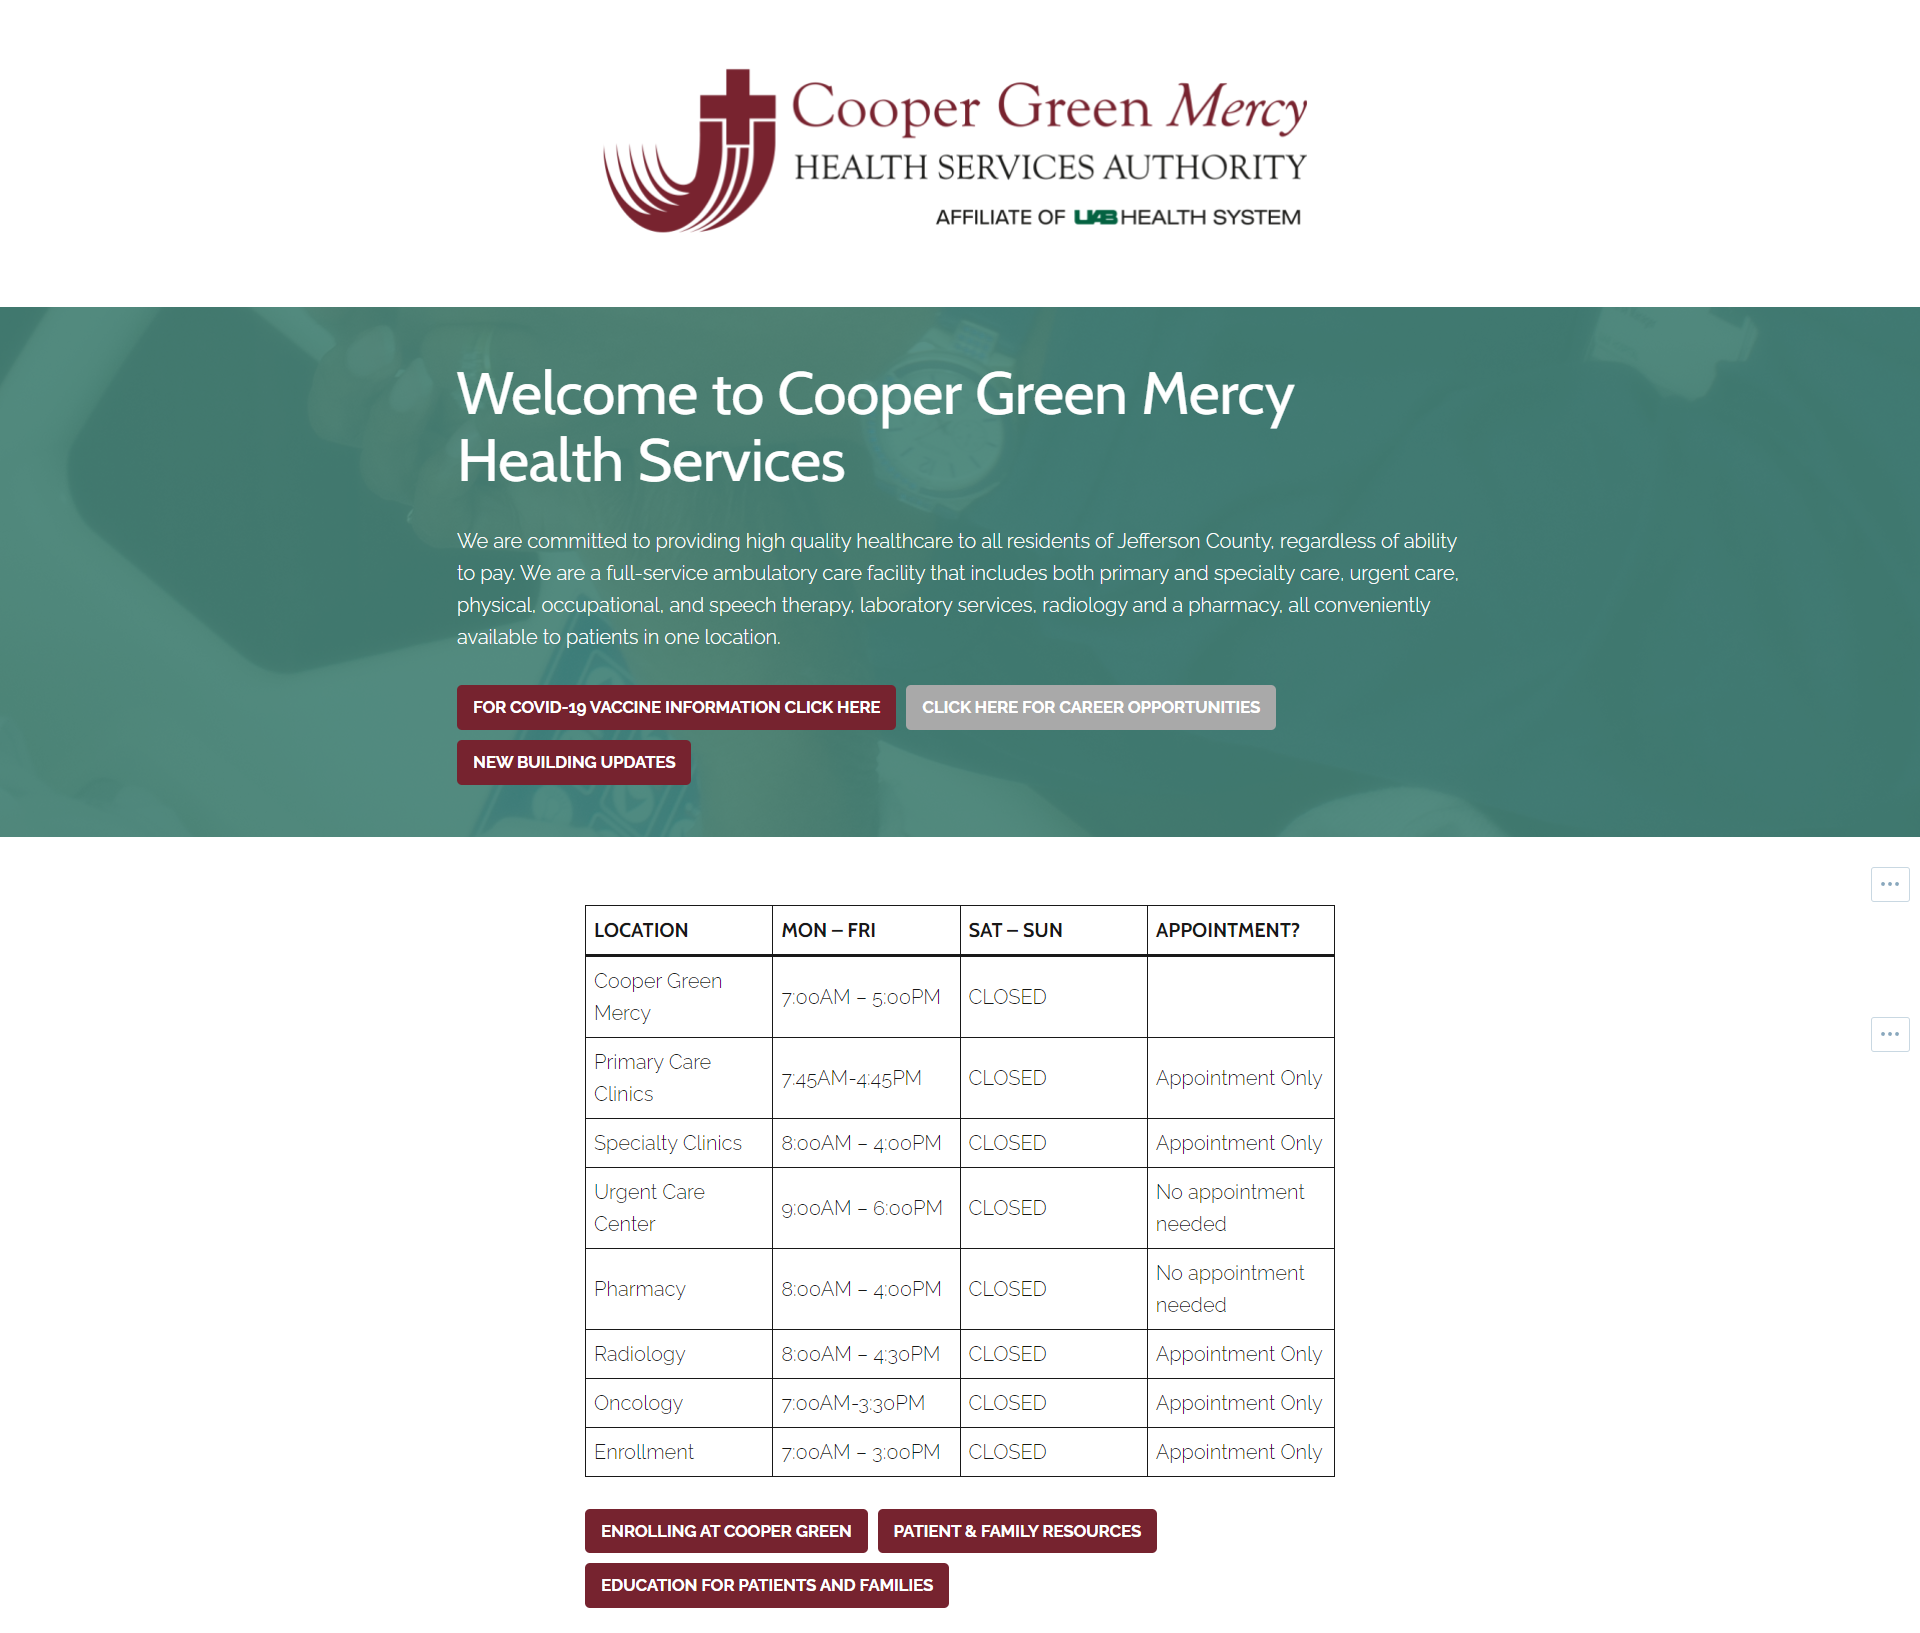 Cooper Green Mercy
HEALTH SERVICES AUTHORITY
AFFILIATE OF UAB HEALTH SYSTEM
Welcome to Cooper Green Mercy
Health Services
We are committed to providing high quality healthcare to all residents of Jefferson County, regardless of ability
to pay. We are a full-service ambulatory care facility that includes both primary and specialty care, urgent care,
physical, occupational, and speech therapy, laboratory services, radiology and a pharmacy, all conveniently
available to patients in one location.
FOR COVID-19 VACCINE INFORMATION CLICK HERE
CLICK HERE FOR CAREER OPPORTUNITIES
NEW BUILDING UPDATES
LOCATION MON – FRI SAT – SUN APPOINTMENT?
Cooper Green
Mercy
7:00AM – 5:00PM CLOSED
Primary Care
Clinics
7:45AM-4:45PM CLOSED Appointment Only
Specialty Clinics 8:00AM – 4:00PM CLOSED Appointment Only
Urgent Care
Center
9:00AM – 6:00PM CLOSED
No appointment
needed
Pharmacy 8:00AM – 4:00PM CLOSED
No appointment
needed
Radiology 8:00AM – 4:30PM CLOSED Appointment Only
Oncology 7:00AM-3:30PM CLOSED Appointment Only
Enrollment 7:00AM – 3:00PM CLOSED Appointment Only
ENROLLING AT COOPER GREEN
PATIENT & FAMILY RESOURCES
EDUCATION FOR PATIENTS AND FAMILIES